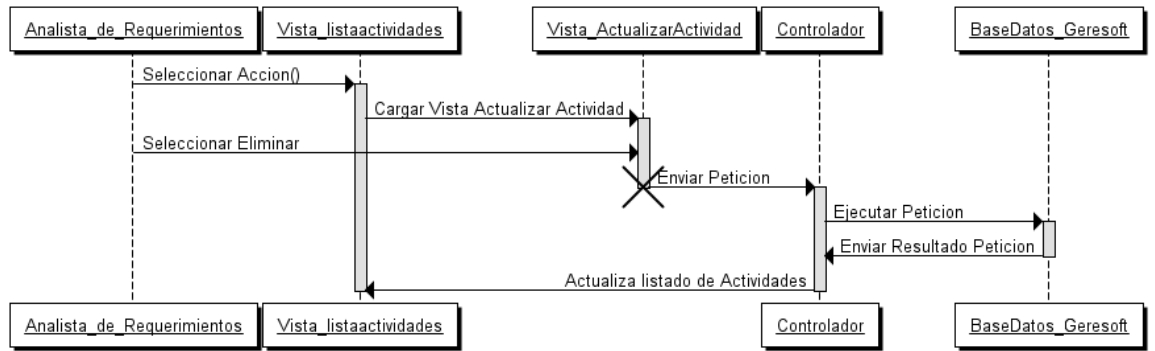 Analista_de_Requerimientos Vista_listaactividades Vista_ActualizarActividad Controlador BaseDatos_Geresoft
Seleccionar Accion()
Cargar Vista Actualizar Actividad
Seleccionar Eliminar
Enviar Peticion
Ejecutar Peticion
Enviar Resultado Peticion
Actualiza listado de Actividades
Analista_de_Requerimientos Vista_listaactividades Controlador BaseDatos_Geresoft